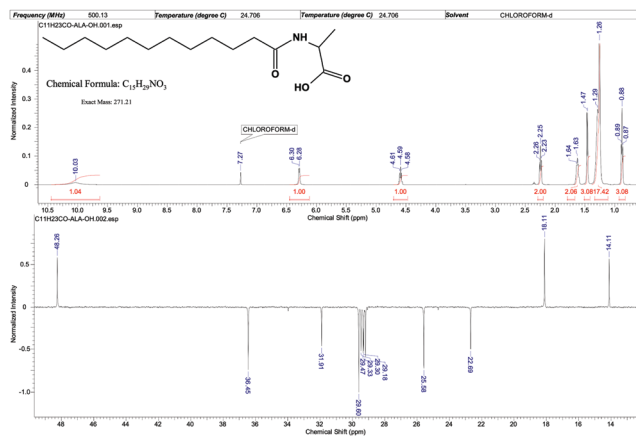 Frequency (MHz) 500.13 Temperature (degree C) 24.706 Temperature (degree C) 24.706 Solvent CHLOROFORM-d
C11H23CO-ALA-OH.001.esp
NH
O
HO
O
Chemical Formula: C₁₅H₂₉NO₃
Exact Mass: 271.21
CHLOROFORM-d
10.03
7.27
6.30
6.28
4.61
4.59
4.58
2.26
2.25
2.23
1.64
1.63
1.47
1.29
1.26
0.89
0.88
0.87
Normalized Intensity
0.4
0.3
0.2
0.1
0
1.04 1.00 1.00 2.00 2.06 3.08 17.42 3.08
10.5 10.0 9.5 9.0 8.5 8.0 7.5 7.0 6.5 6.0 5.5 5.0 4.5 4.0 3.5 3.0 2.5 2.0 1.5 1.0
Chemical Shift (ppm)
C11H23CO-ALA-OH.002.esp
48.26
18.11
14.11
Normalized Intensity
0.5
0
-0.5
-1.0
36.45
31.91
29.60
29.47
29.33
29.30
29.18
25.58
22.69
48 46 44 42 40 38 36 34 32 30 28 26 24 22 20 18 16 14
Chemical Shift (ppm)